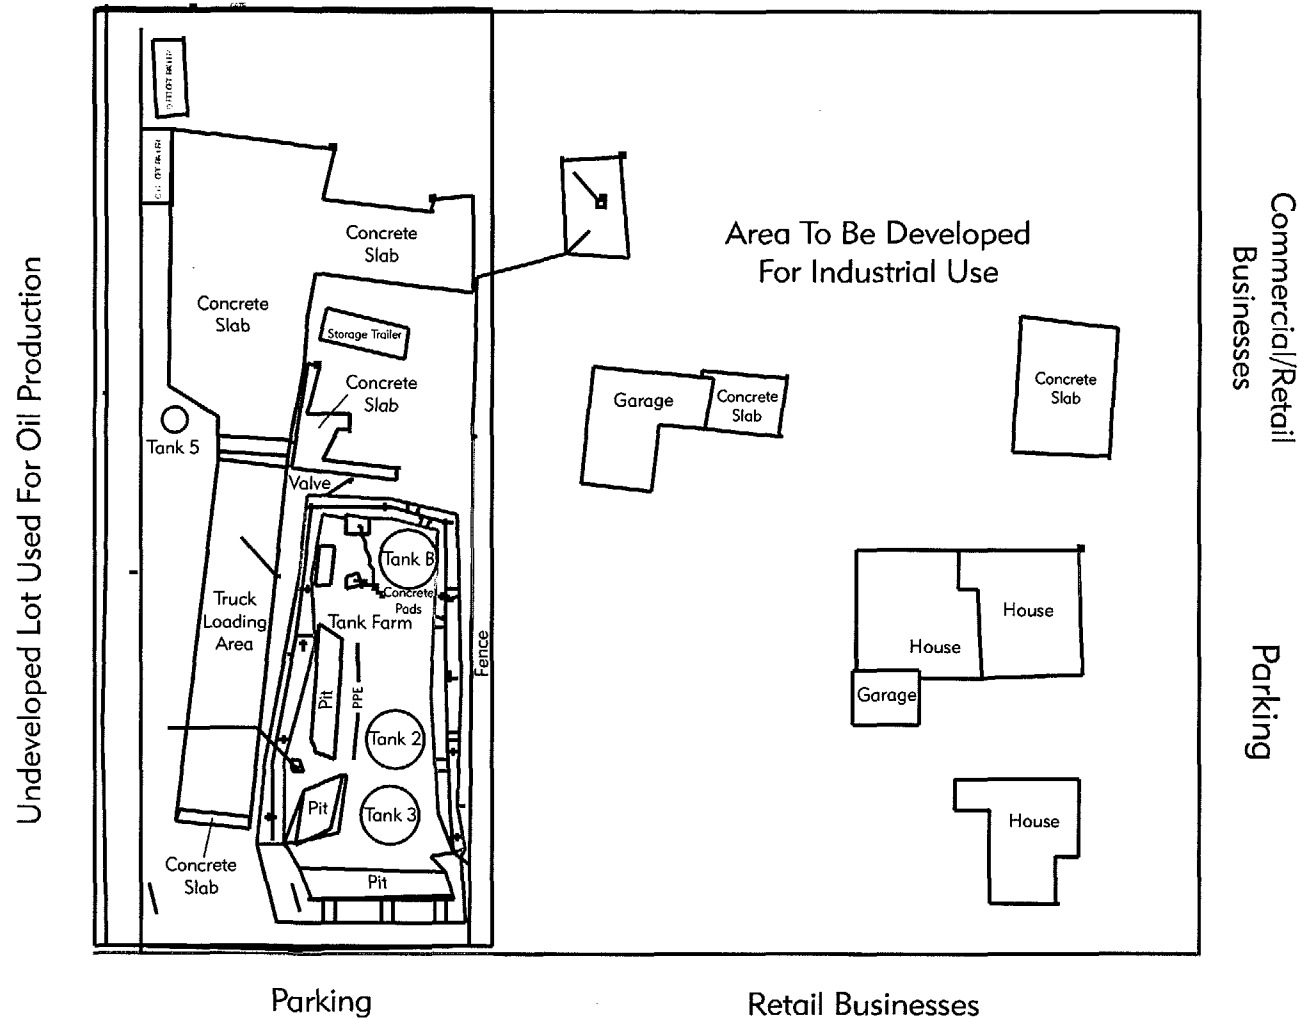 GATE
Concrete
Slab
Area To Be Developed
For Industrial Use
Commercial/Retail
Businesses
Concrete
Slab
Storage Trailer
Concrete
Slab
Garage
Concrete
Slab
Concrete
Slab
Tank 5
Valve
Undeveloped Lot Used For Oil Production
Tank B
Concrete
Pads
Truck
Loading
Area
Tank Farm
Fence
House
House
Garage
Parking
Pit
PPE
Tank 2
Pit
Tank 3
House
Concrete
Slab
Pit
Parking
Retail Businesses